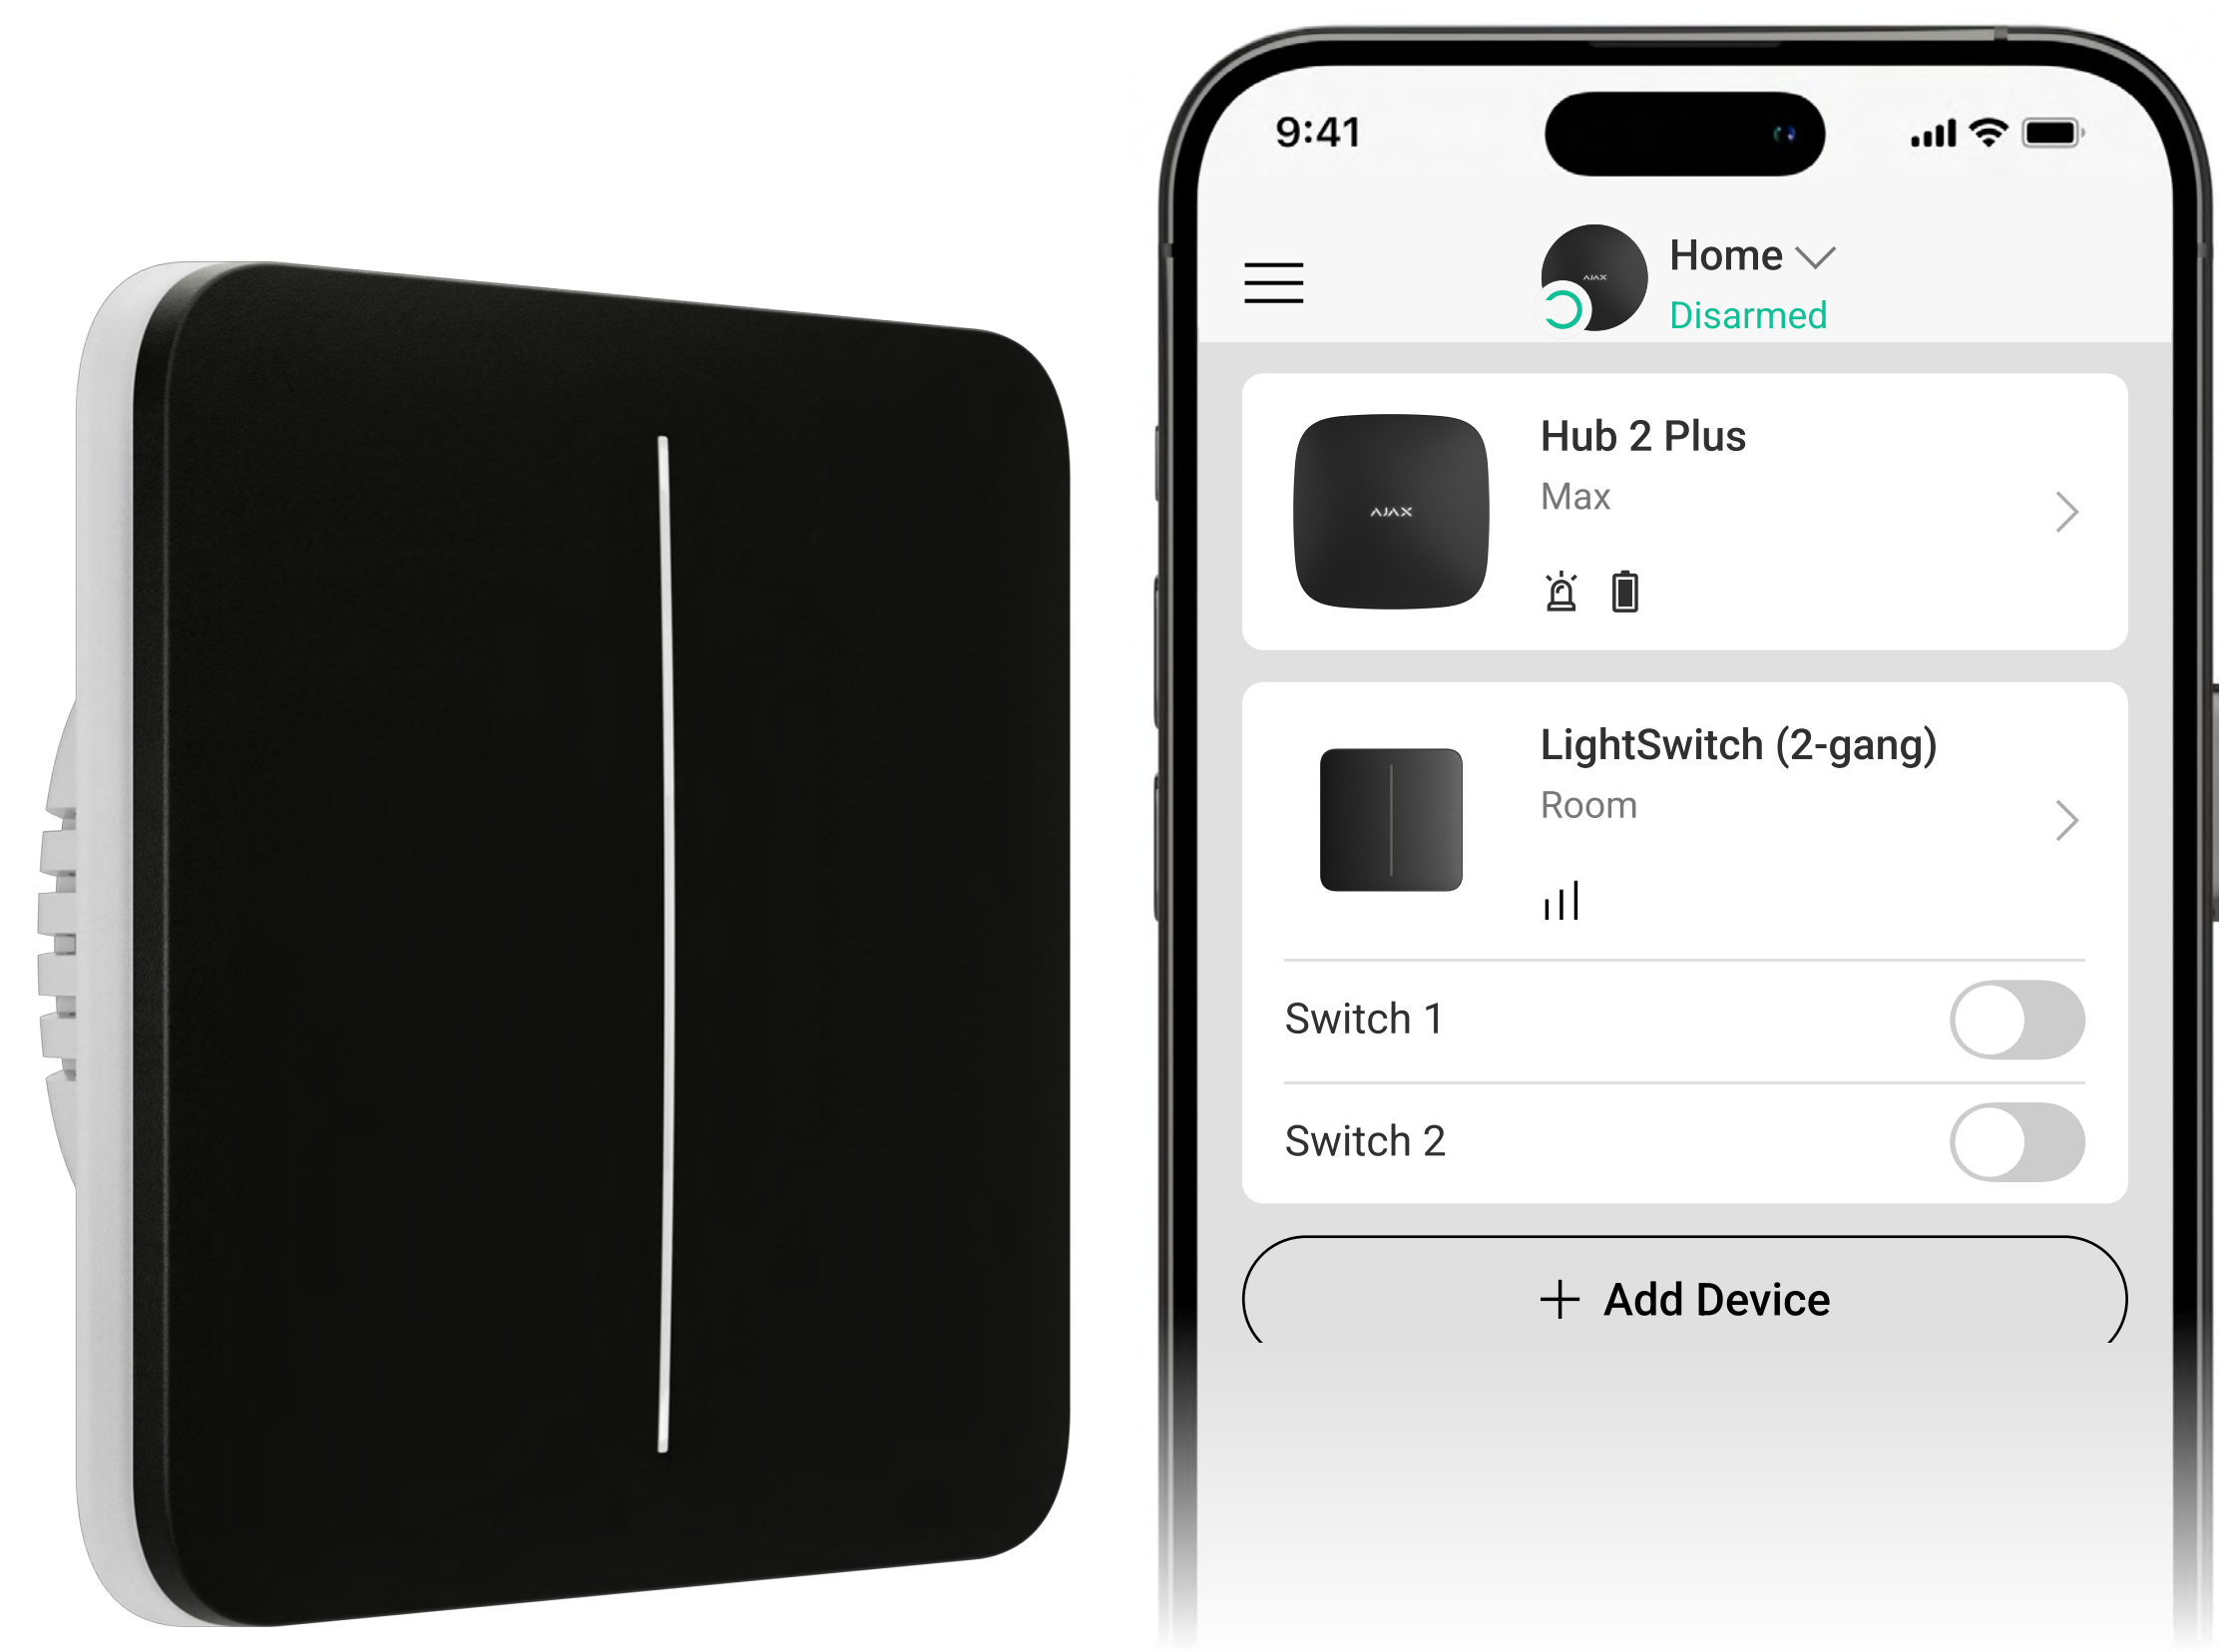 9:41
AJAX
Home
Disarmed
AJAX
Hub 2 Plus
Max
LightSwitch (2-gang)
Room
Switch 1
Switch 2
+ Add Device